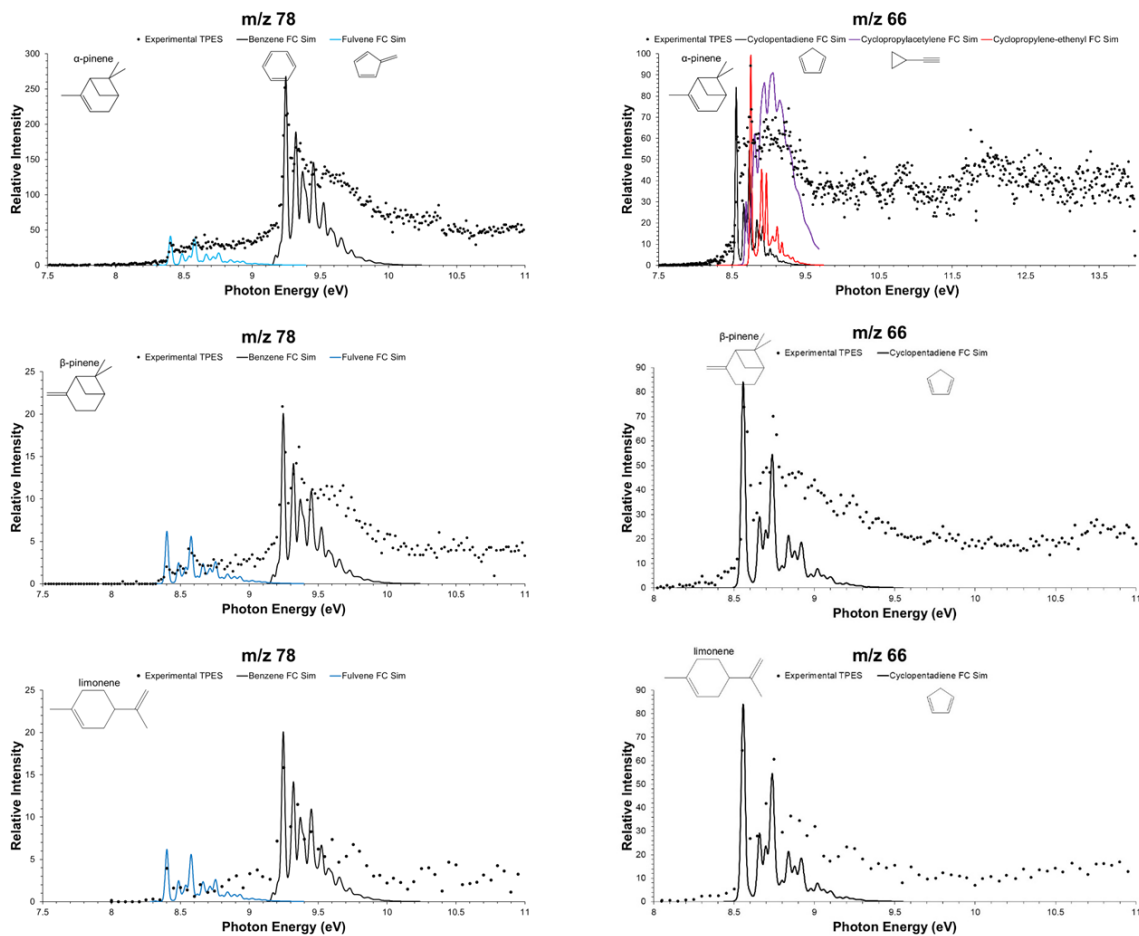 m/z 78
• Experimental TPES —Benzene FC Sim —Fulvene FC Sim
α-pinene
300
250
200
150
100
50
0
Relative Intensity
7.5 8 8.5 9 9.5 10 10.5 11
Photon Energy (eV)
m/z 66
• Experimental TPES —Cyclopentadiene FC Sim —Cyclopropylacetylene FC Sim —Cyclopropylene-ethenyl FC Sim
α-pinene
100
90
80
70
60
50
40
30
20
10
0
Relative Intensity
7.5 8.5 9.5 10.5 11.5 12.5 13.5
Photon Energy (eV)
m/z 78
• Experimental TPES —Benzene FC Sim —Fulvene FC Sim
β-pinene
25
20
15
10
5
0
Relative Intensity
7.5 8 8.5 9 9.5 10 10.5 11
Photon Energy (eV)
m/z 66
• Experimental TPES —Cyclopentadiene FC Sim
β-pinene
90
80
70
60
50
40
30
20
10
0
Relative Intensity
8 8.5 9 9.5 10 10.5 11
Photon Energy (eV)
m/z 78
• Experimental TPES —Benzene FC Sim —Fulvene FC Sim
limonene
25
20
15
10
5
0
Relative Intensity
7.5 8 8.5 9 9.5 10 10.5 11
Photon Energy (eV)
m/z 66
• Experimental TPES —Cyclopentadiene FC Sim
limonene
90
80
70
60
50
40
30
20
10
0
Relative Intensity
8 8.5 9 9.5 10 10.5 11
Photon Energy (eV)